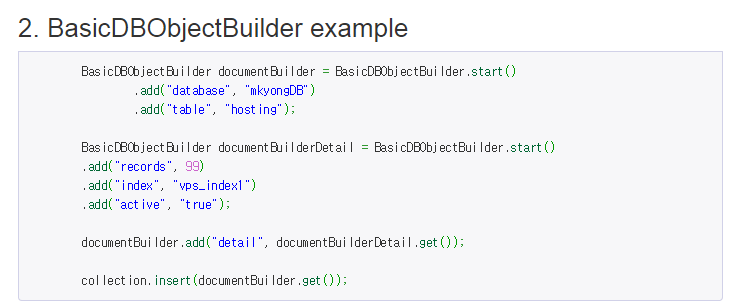 2. BasicDBObjectBuilder example
BasicDBObjectBuilder documentBuilder = BasicDBObjectBuilder.start()
.add("database", "mkyongDB")
.add("table", "hosting");
BasicDBObjectBuilder documentBuilderDetail = BasicDBObjectBuilder.start()
.add("records", 99)
.add("index", "vps_index1")
.add("active", "true");
documentBuilder.add("detail", documentBuilderDetail.get());
collection.insert(documentBuilder.get());